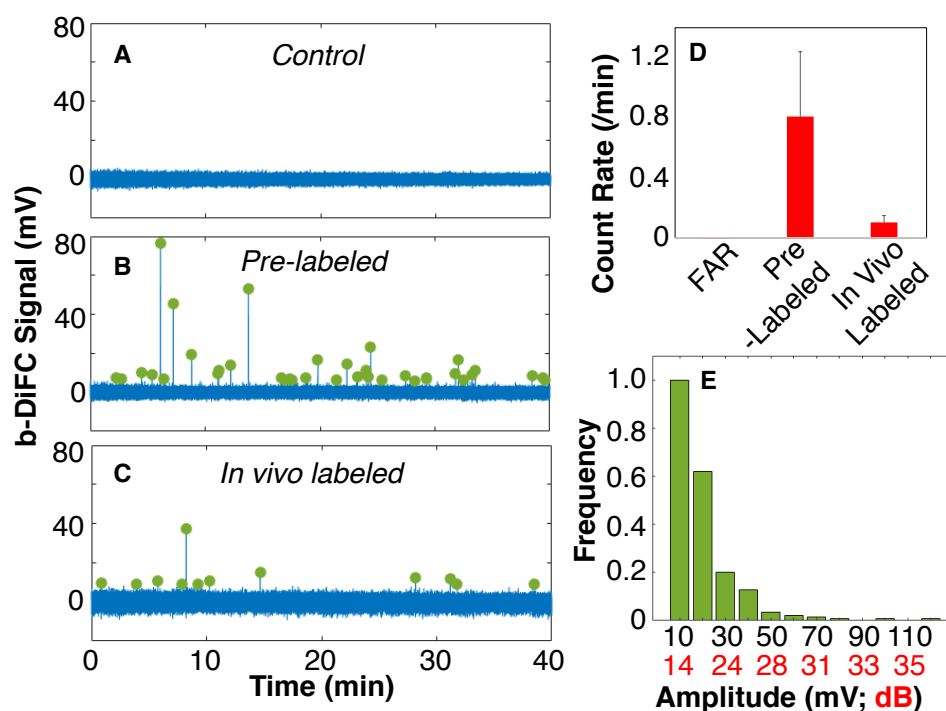 b-DiFC Signal (mV)
80
40
0
A
Control
80
40
0
B
Pre-labeled
80
40
0
C
In vivo labeled
0 10 20 30 40
Time (min)
Count Rate (/min)
1.2
0.8
0.4
0
D
FAR
Pre
-Labeled
In Vivo
Labeled
Frequency
1.0
0.8
0.6
0.4
0.2
0.0
E
10 30 50 70 90 110
14 24 28 31 33 35
Amplitude (mV; dB)